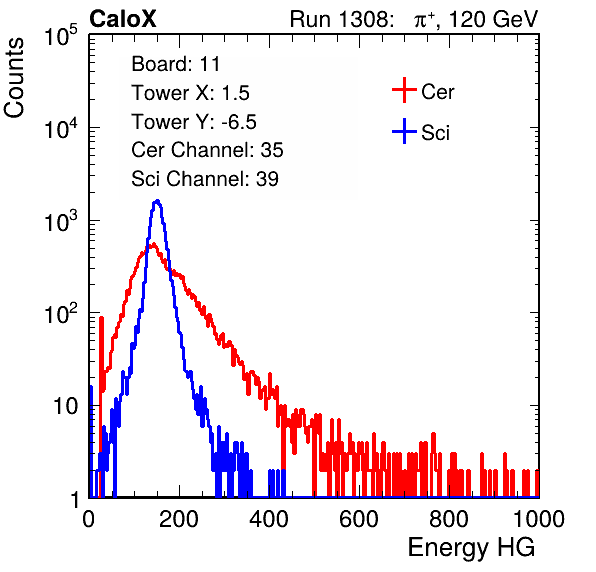 CaloX Run 1308: π⁺, 120 GeV
Counts
Board: 11
Tower X: 1.5
Tower Y: -6.5
Cer Channel: 35
Sci Channel: 39
Cer
Sci
10⁵
10⁴
10³
10²
10
1
0 200 400 600 800 1000
Energy HG